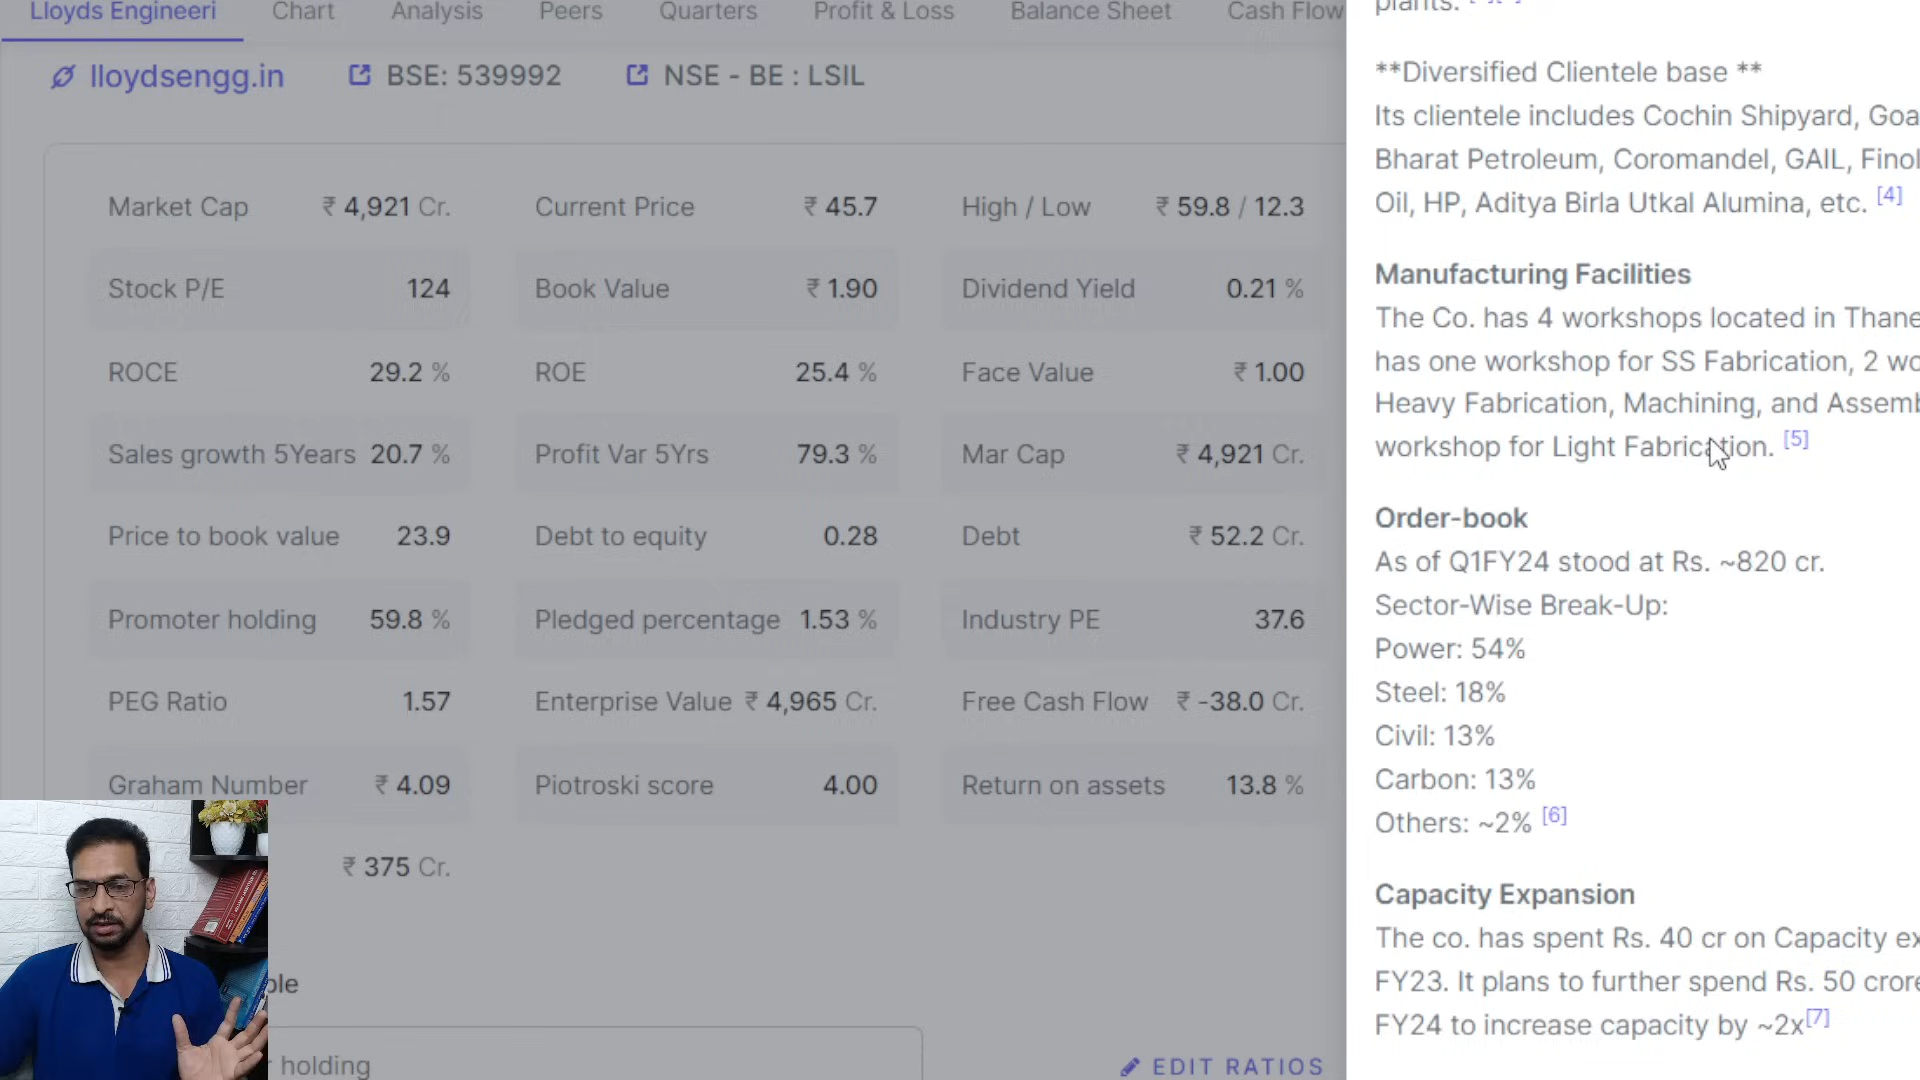 Lloyds Engineeri Chart Analysis Peers Quarters Profit & Loss Balance Sheet Cash Flow
lloydsengg.in BSE: 539992 NSE - BE : LSIL
Market Cap ₹ 4,921 Cr. Current Price ₹ 45.7 High / Low ₹ 59.8 / 12.3
Stock P/E 124 Book Value ₹ 1.90 Dividend Yield 0.21 %
ROCE 29.2 % ROE 25.4 % Face Value ₹ 1.00
Sales growth 5Years 20.7 % Profit Var 5Yrs 79.3 % Mar Cap ₹ 4,921 Cr.
Price to book value 23.9 Debt to equity 0.28 Debt ₹ 52.2 Cr.
Promoter holding 59.8 % Pledged percentage 1.53 % Industry PE 37.6
PEG Ratio 1.57 Enterprise Value ₹ 4,965 Cr. Free Cash Flow ₹ -38.0 Cr.
Graham Number ₹ 4.09 Piotroski score 4.00 Return on assets 13.8 %
₹ 375 Cr.
ple
holding
EDIT RATIOS
plants.
**Diversified Clientele base **
Its clientele includes Cochin Shipyard, Goa
Bharat Petroleum, Coromandel, GAIL, Finol
Oil, HP, Aditya Birla Utkal Alumina, etc. [4]
Manufacturing Facilities
The Co. has 4 workshops located in Thane
has one workshop for SS Fabrication, 2 wo
Heavy Fabrication, Machining, and Assemb
workshop for Light Fabrication. [5]
Order-book
As of Q1FY24 stood at Rs. ~820 cr.
Sector-Wise Break-Up:
Power: 54%
Steel: 18%
Civil: 13%
Carbon: 13%
Others: ~2% [6]
Capacity Expansion
The co. has spent Rs. 40 cr on Capacity ex
FY23. It plans to further spend Rs. 50 crore
FY24 to increase capacity by ~2x[7]